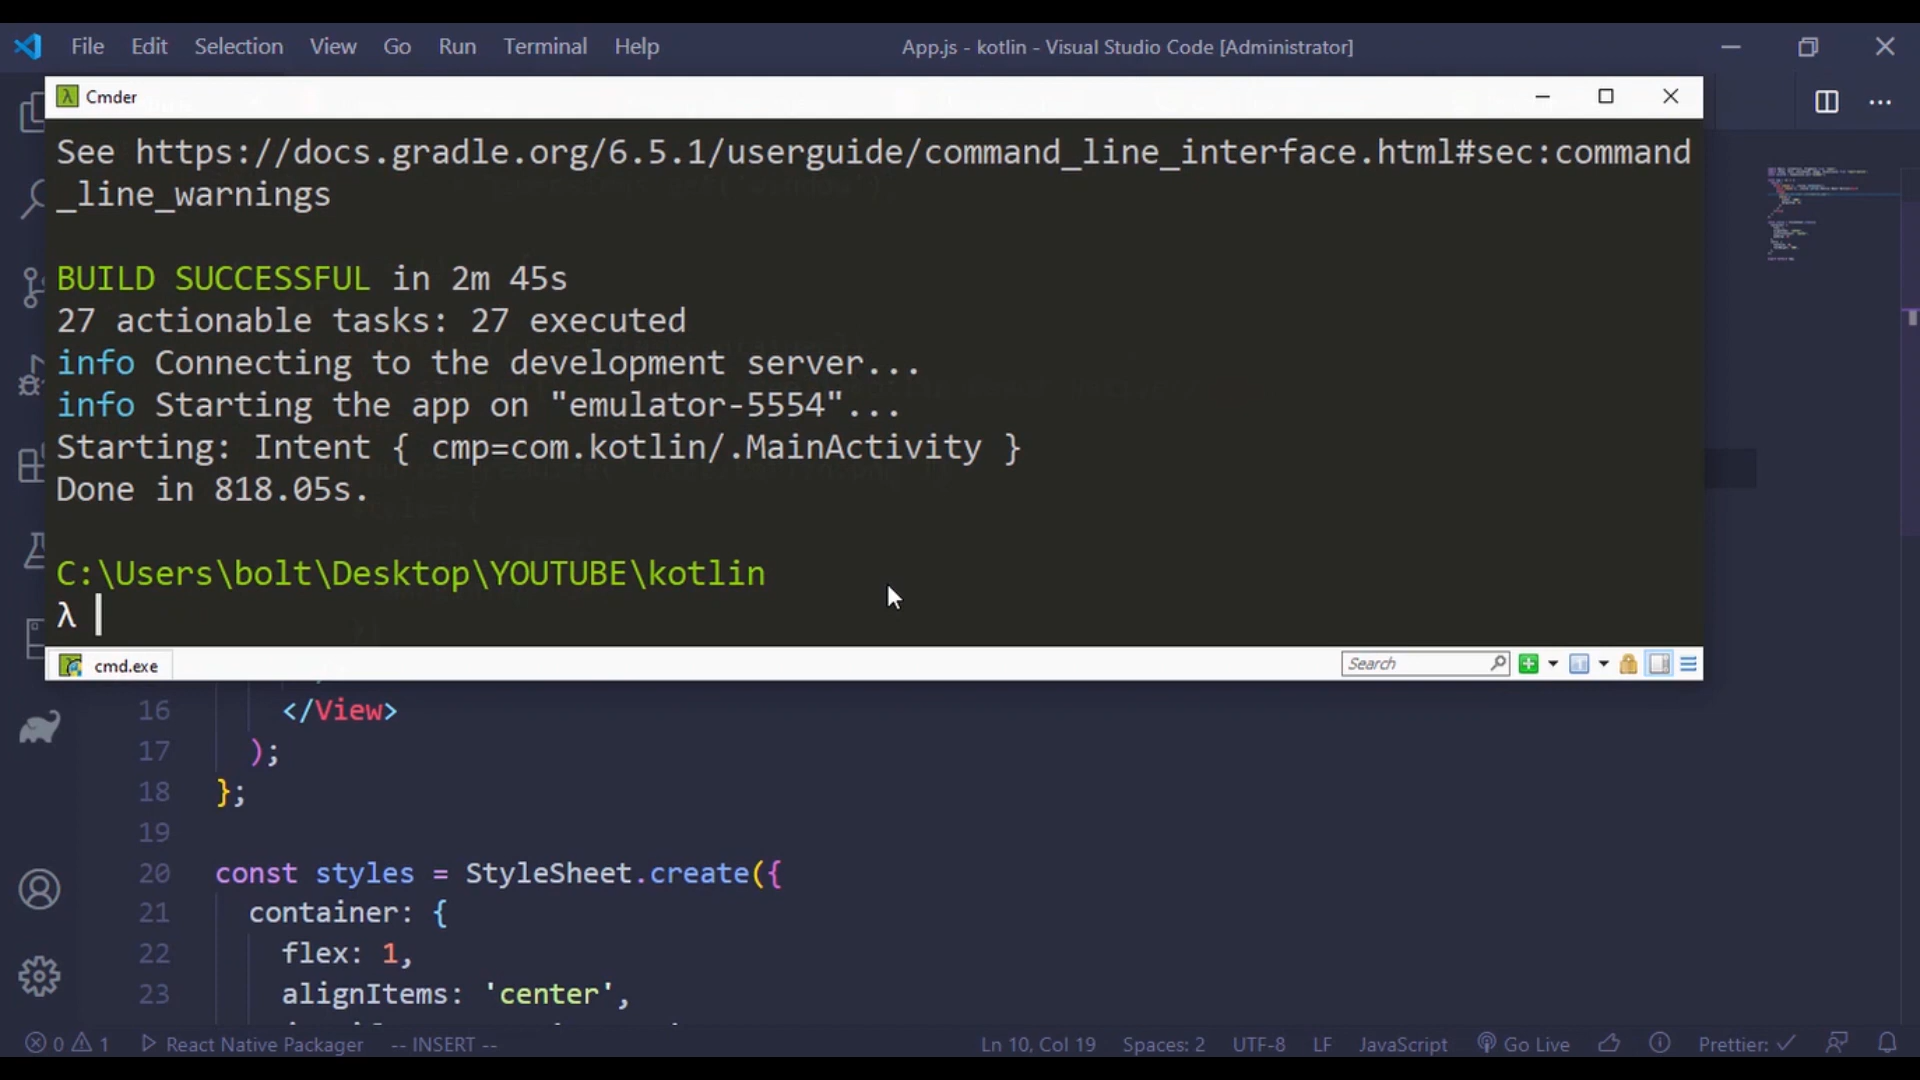 File Edit Selection View Go Run Terminal Help App.js - kotlin - Visual Studio Code [Administrator]
Cmder
See https://docs.gradle.org/6.5.1/userguide/command_line_interface.html#sec:command
_line_warnings
BUILD SUCCESSFUL in 2m 45s
27 actionable tasks: 27 executed
info Connecting to the development server...
info Starting the app on "emulator-5554"...
Starting: Intent { cmp=com.kotlin/.MainActivity }
Done in 818.05s.
C:\Users\bolt\Desktop\YOUTUBE\kotlin
λ
cmd.exe Search
16 </View>
17 );
18 };
19
20 const styles = StyleSheet.create({
21 container: {
22 flex: 1,
23 alignItems: 'center',
0 1 React Native Packager -- INSERT -- Ln 10, Col 19 Spaces: 2 UTF-8 LF JavaScript Go Live Prettier: ✓